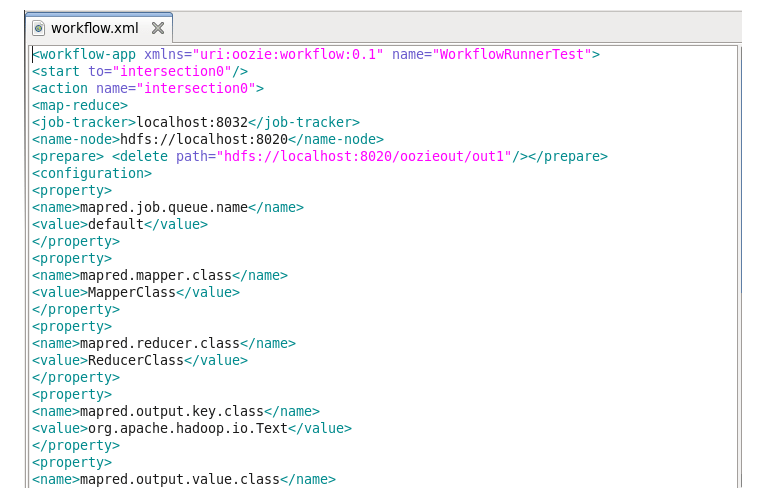 workflow.xml
<workflow-app xmlns="uri:oozie:workflow:0.1" name="WorkflowRunnerTest">
<start to="intersection0"/>
<action name="intersection0">
<map-reduce>
<job-tracker>localhost:8032</job-tracker>
<name-node>hdfs://localhost:8020</name-node>
<prepare> <delete path="hdfs://localhost:8020/oozieout/out1"/></prepare>
<configuration>
<property>
<name>mapred.job.queue.name</name>
<value>default</value>
</property>
<property>
<name>mapred.mapper.class</name>
<value>MapperClass</value>
</property>
<property>
<name>mapred.reducer.class</name>
<value>ReducerClass</value>
</property>
<property>
<name>mapred.output.key.class</name>
<value>org.apache.hadoop.io.Text</value>
</property>
<property>
<name>mapred.output.value.class</name>